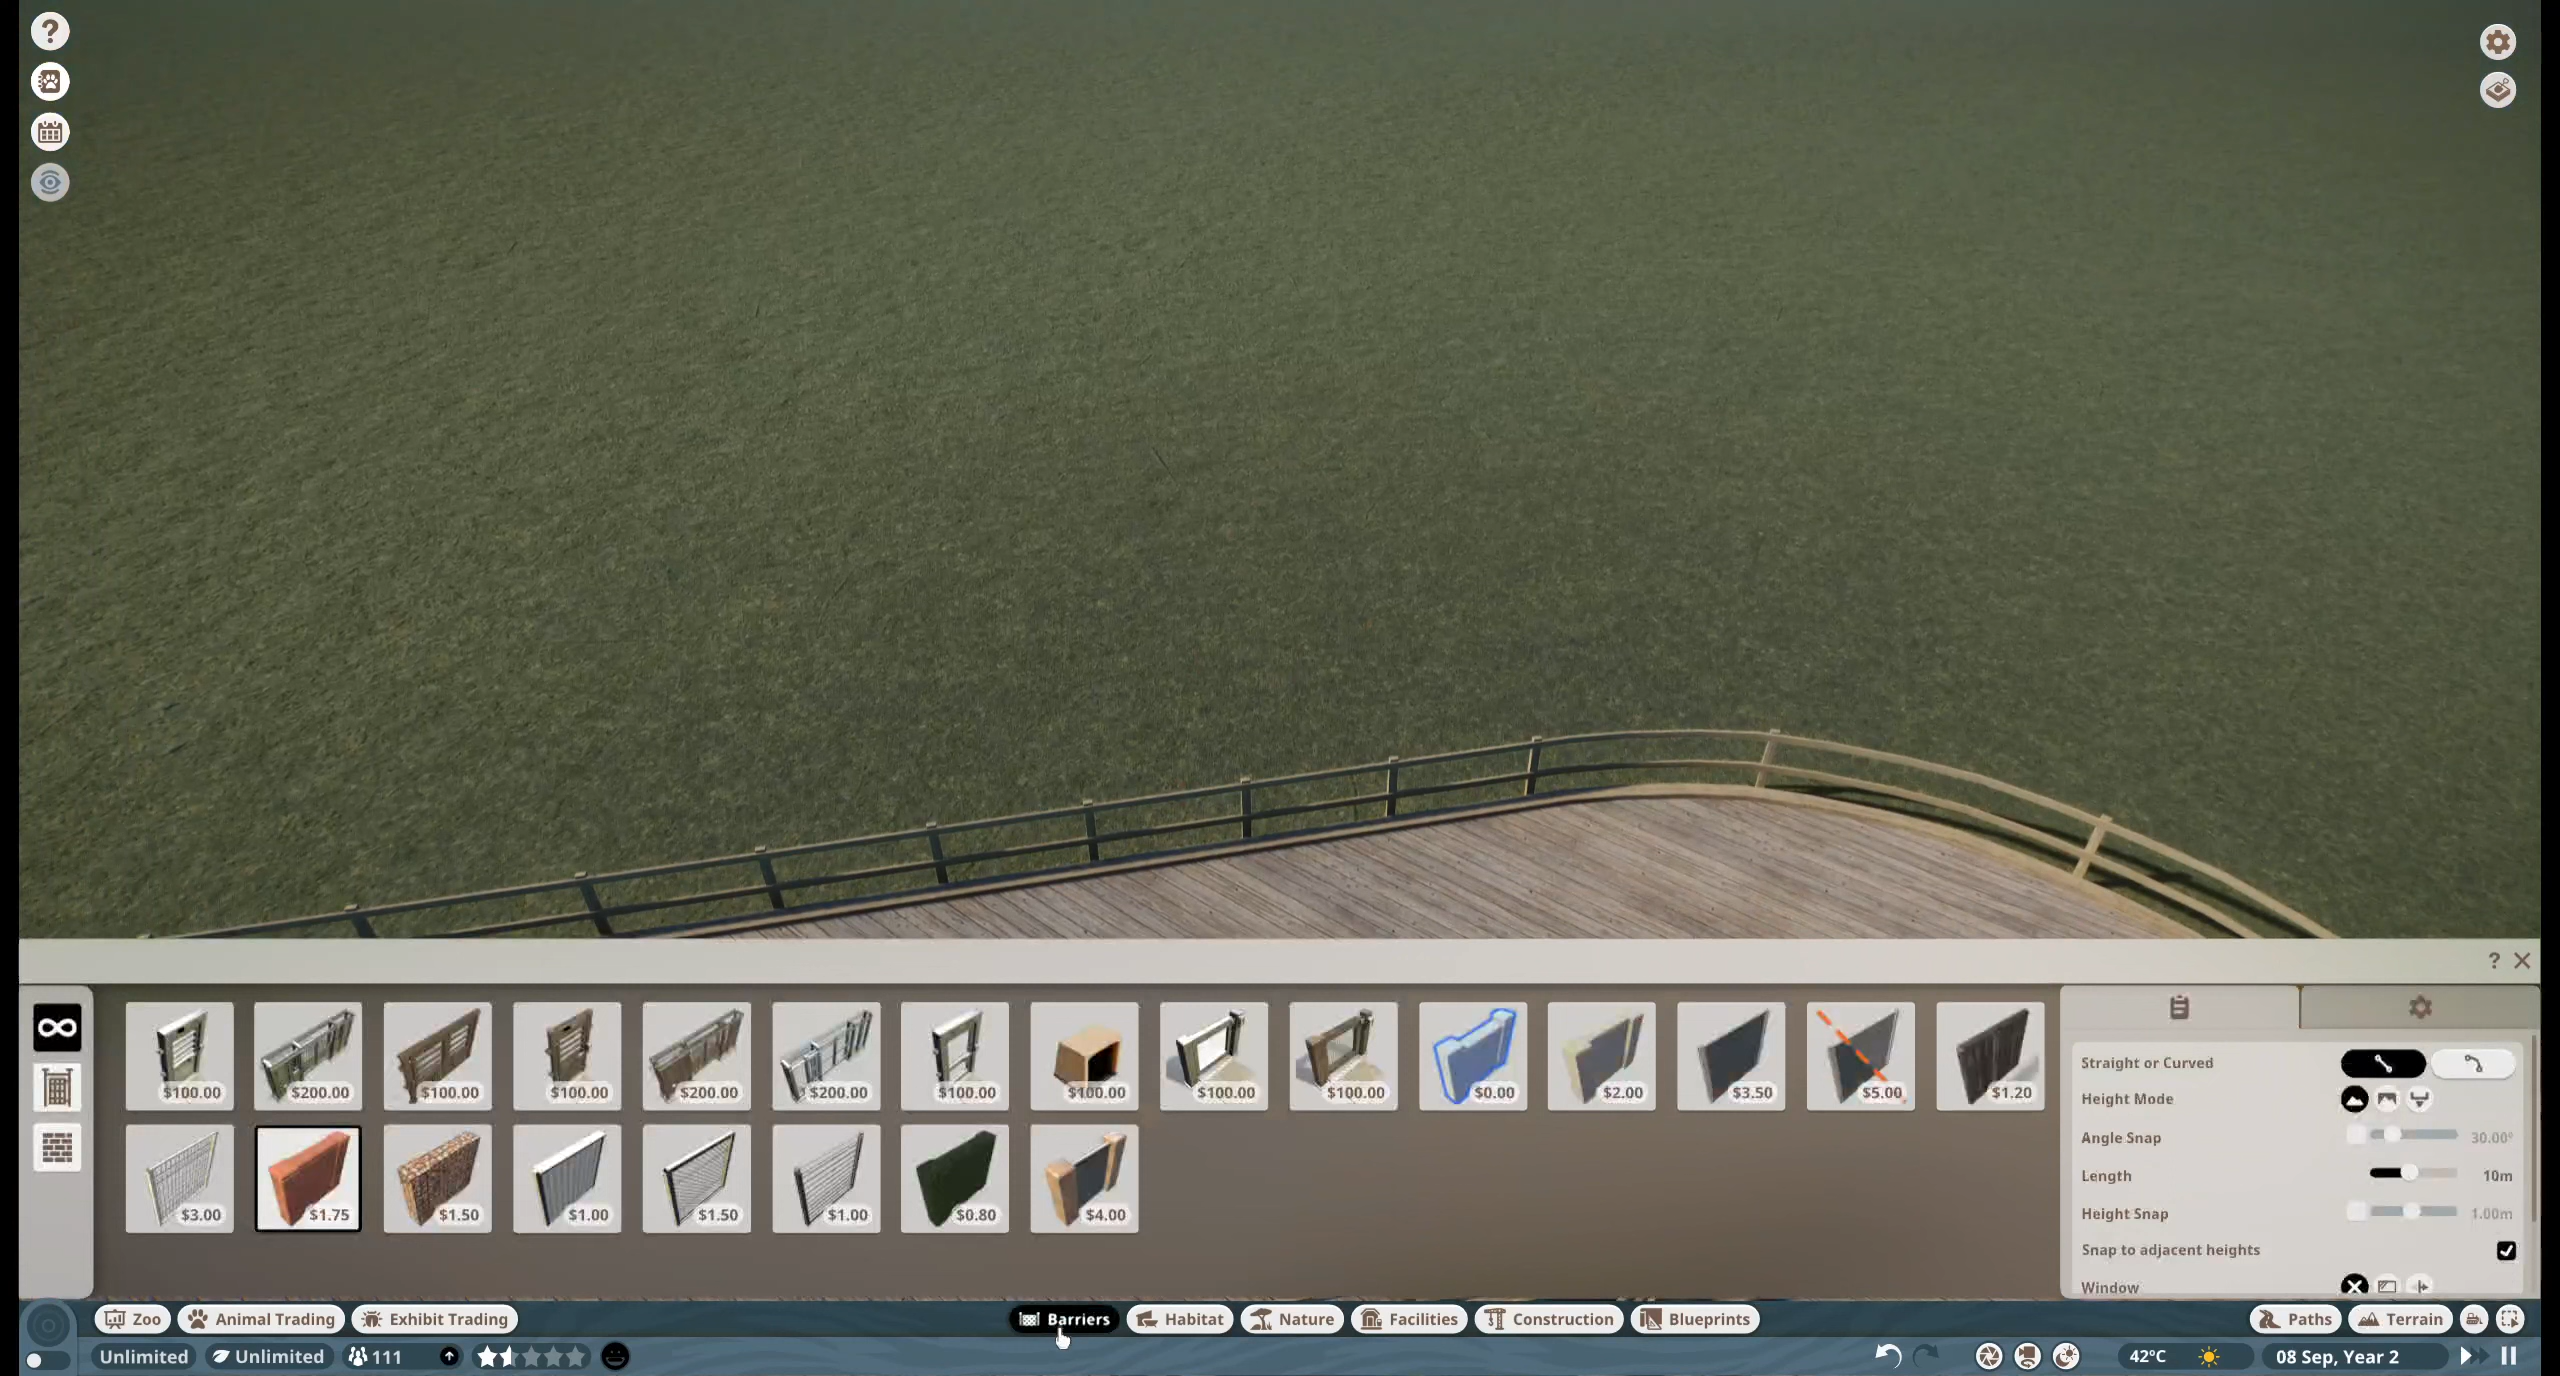 ?
? ×
$100.00 $200.00 $100.00 $100.00 $200.00 $200.00 $100.00 $100.00 $100.00 $100.00 $0.00 $2.00 $3.50 $5.00 $1.20
$3.00 $1.75 $1.50 $1.00 $1.50 $1.00 $0.80 $4.00
Straight or Curved
Height Mode
Angle Snap 30.00°
Length 10m
Height Snap 1.00m
Snap to adjacent heights
Window
Zoo Animal Trading Exhibit Trading Barriers Habitat Nature Facilities Construction Blueprints Paths Terrain
Unlimited Unlimited 111 42°C 08 Sep, Year 2